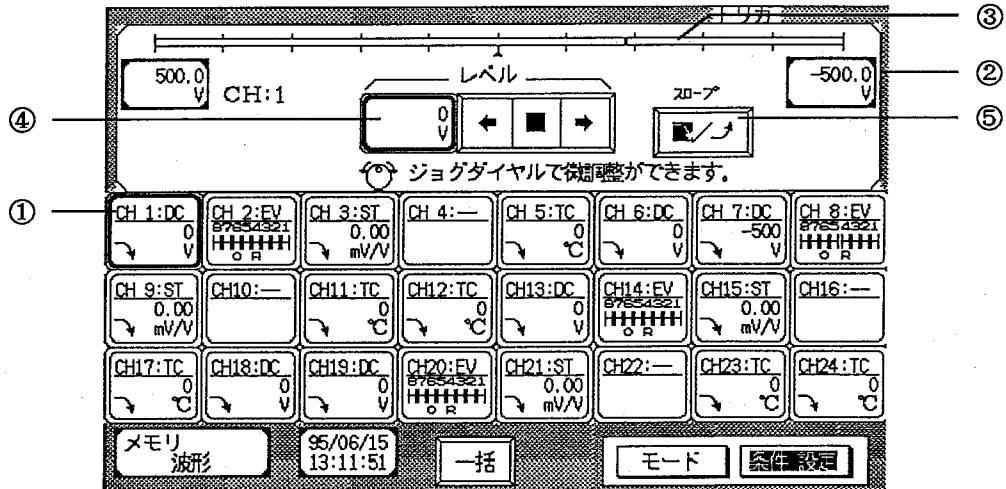 トリガ ③
500.0 V CH:1 レベル -500.0 V ②
④ 0 V ← ■ → スロープ ⑤
ジョグダイヤルで微調整ができます。
①
CH 1:DC 0 V
CH 2:EV 87654321 OR
CH 3:ST 0.00 mV/V
CH 4:––
CH 5:TC 0 ℃
CH 6:DC 0 V
CH 7:DC -500 V
CH 8:EV 87654321 OR
CH 9:ST 0.00 mV/V
CH10:––
CH11:TC 0 ℃
CH12:TC 0 ℃
CH13:DC 0 V
CH14:EV 87654321 OR
CH15:ST 0.00 mV/V
CH16:––
CH17:TC 0 ℃
CH18:DC 0 V
CH19:DC 0 V
CH20:EV 87654321 OR
CH21:ST 0.00 mV/V
CH22:––
CH23:TC 0 ℃
CH24:TC 0 ℃
メモリ
波形
95/06/15
13:11:51
一括
モード
条件 設定